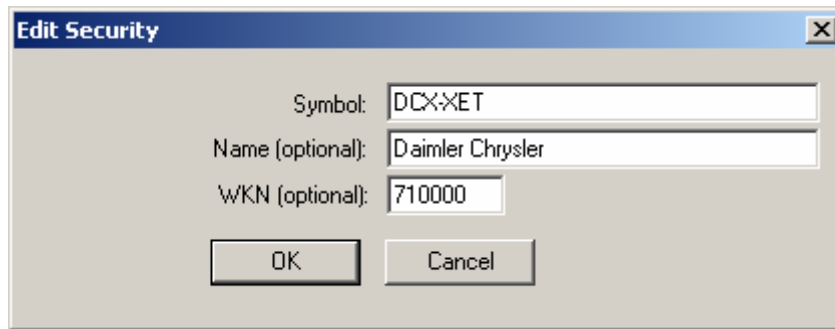 Edit Security
Symbol: DCX-XET
Name (optional): Daimler Chrysler
WKN (optional): 710000
OK Cancel